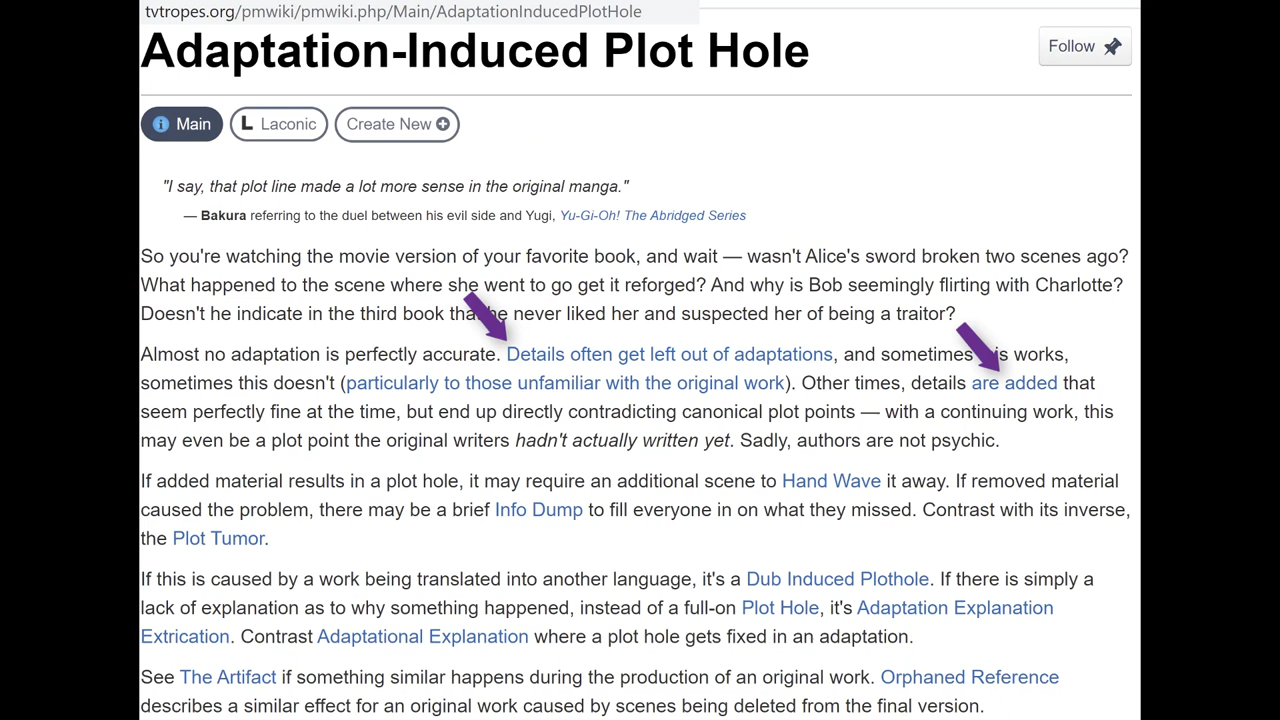 tvtropes.org/pmwiki/pmwiki.php/Main/AdaptationInducedPlotHole
Adaptation-Induced Plot Hole
Follow
Main
L Laconic
Create New
"I say, that plot line made a lot more sense in the original manga."
— Bakura referring to the duel between his evil side and Yugi, Yu-Gi-Oh! The Abridged Series
So you're watching the movie version of your favorite book, and wait — wasn't Alice's sword broken two scenes ago?
What happened to the scene where she went to go get it reforged? And why is Bob seemingly flirting with Charlotte?
Doesn't he indicate in the third book that he never liked her and suspected her of being a traitor?
Almost no adaptation is perfectly accurate. Details often get left out of adaptations, and sometimes this works,
sometimes this doesn't (particularly to those unfamiliar with the original work). Other times, details are added that
seem perfectly fine at the time, but end up directly contradicting canonical plot points — with a continuing work, this
may even be a plot point the original writers hadn't actually written yet. Sadly, authors are not psychic.
If added material results in a plot hole, it may require an additional scene to Hand Wave it away. If removed material
caused the problem, there may be a brief Info Dump to fill everyone in on what they missed. Contrast with its inverse,
the Plot Tumor.
If this is caused by a work being translated into another language, it's a Dub Induced Plothole. If there is simply a
lack of explanation as to why something happened, instead of a full-on Plot Hole, it's Adaptation Explanation
Extrication. Contrast Adaptational Explanation where a plot hole gets fixed in an adaptation.
See The Artifact if something similar happens during the production of an original work. Orphaned Reference
describes a similar effect for an original work caused by scenes being deleted from the final version.